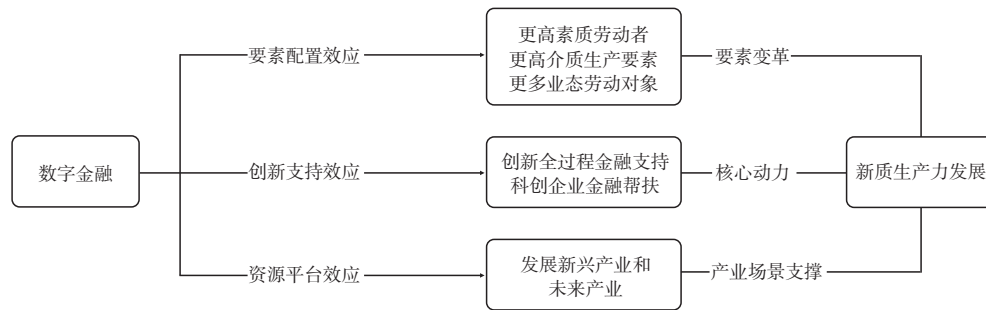 更高素质劳动者
更高介质生产要素
更多业态劳动对象
要素配置效应
要素变革
数字金融
创新支持效应
创新全过程金融支持
科创企业金融帮扶
核心动力
新质生产力发展
资源平台效应
发展新兴产业和
未来产业
产业场景支撑